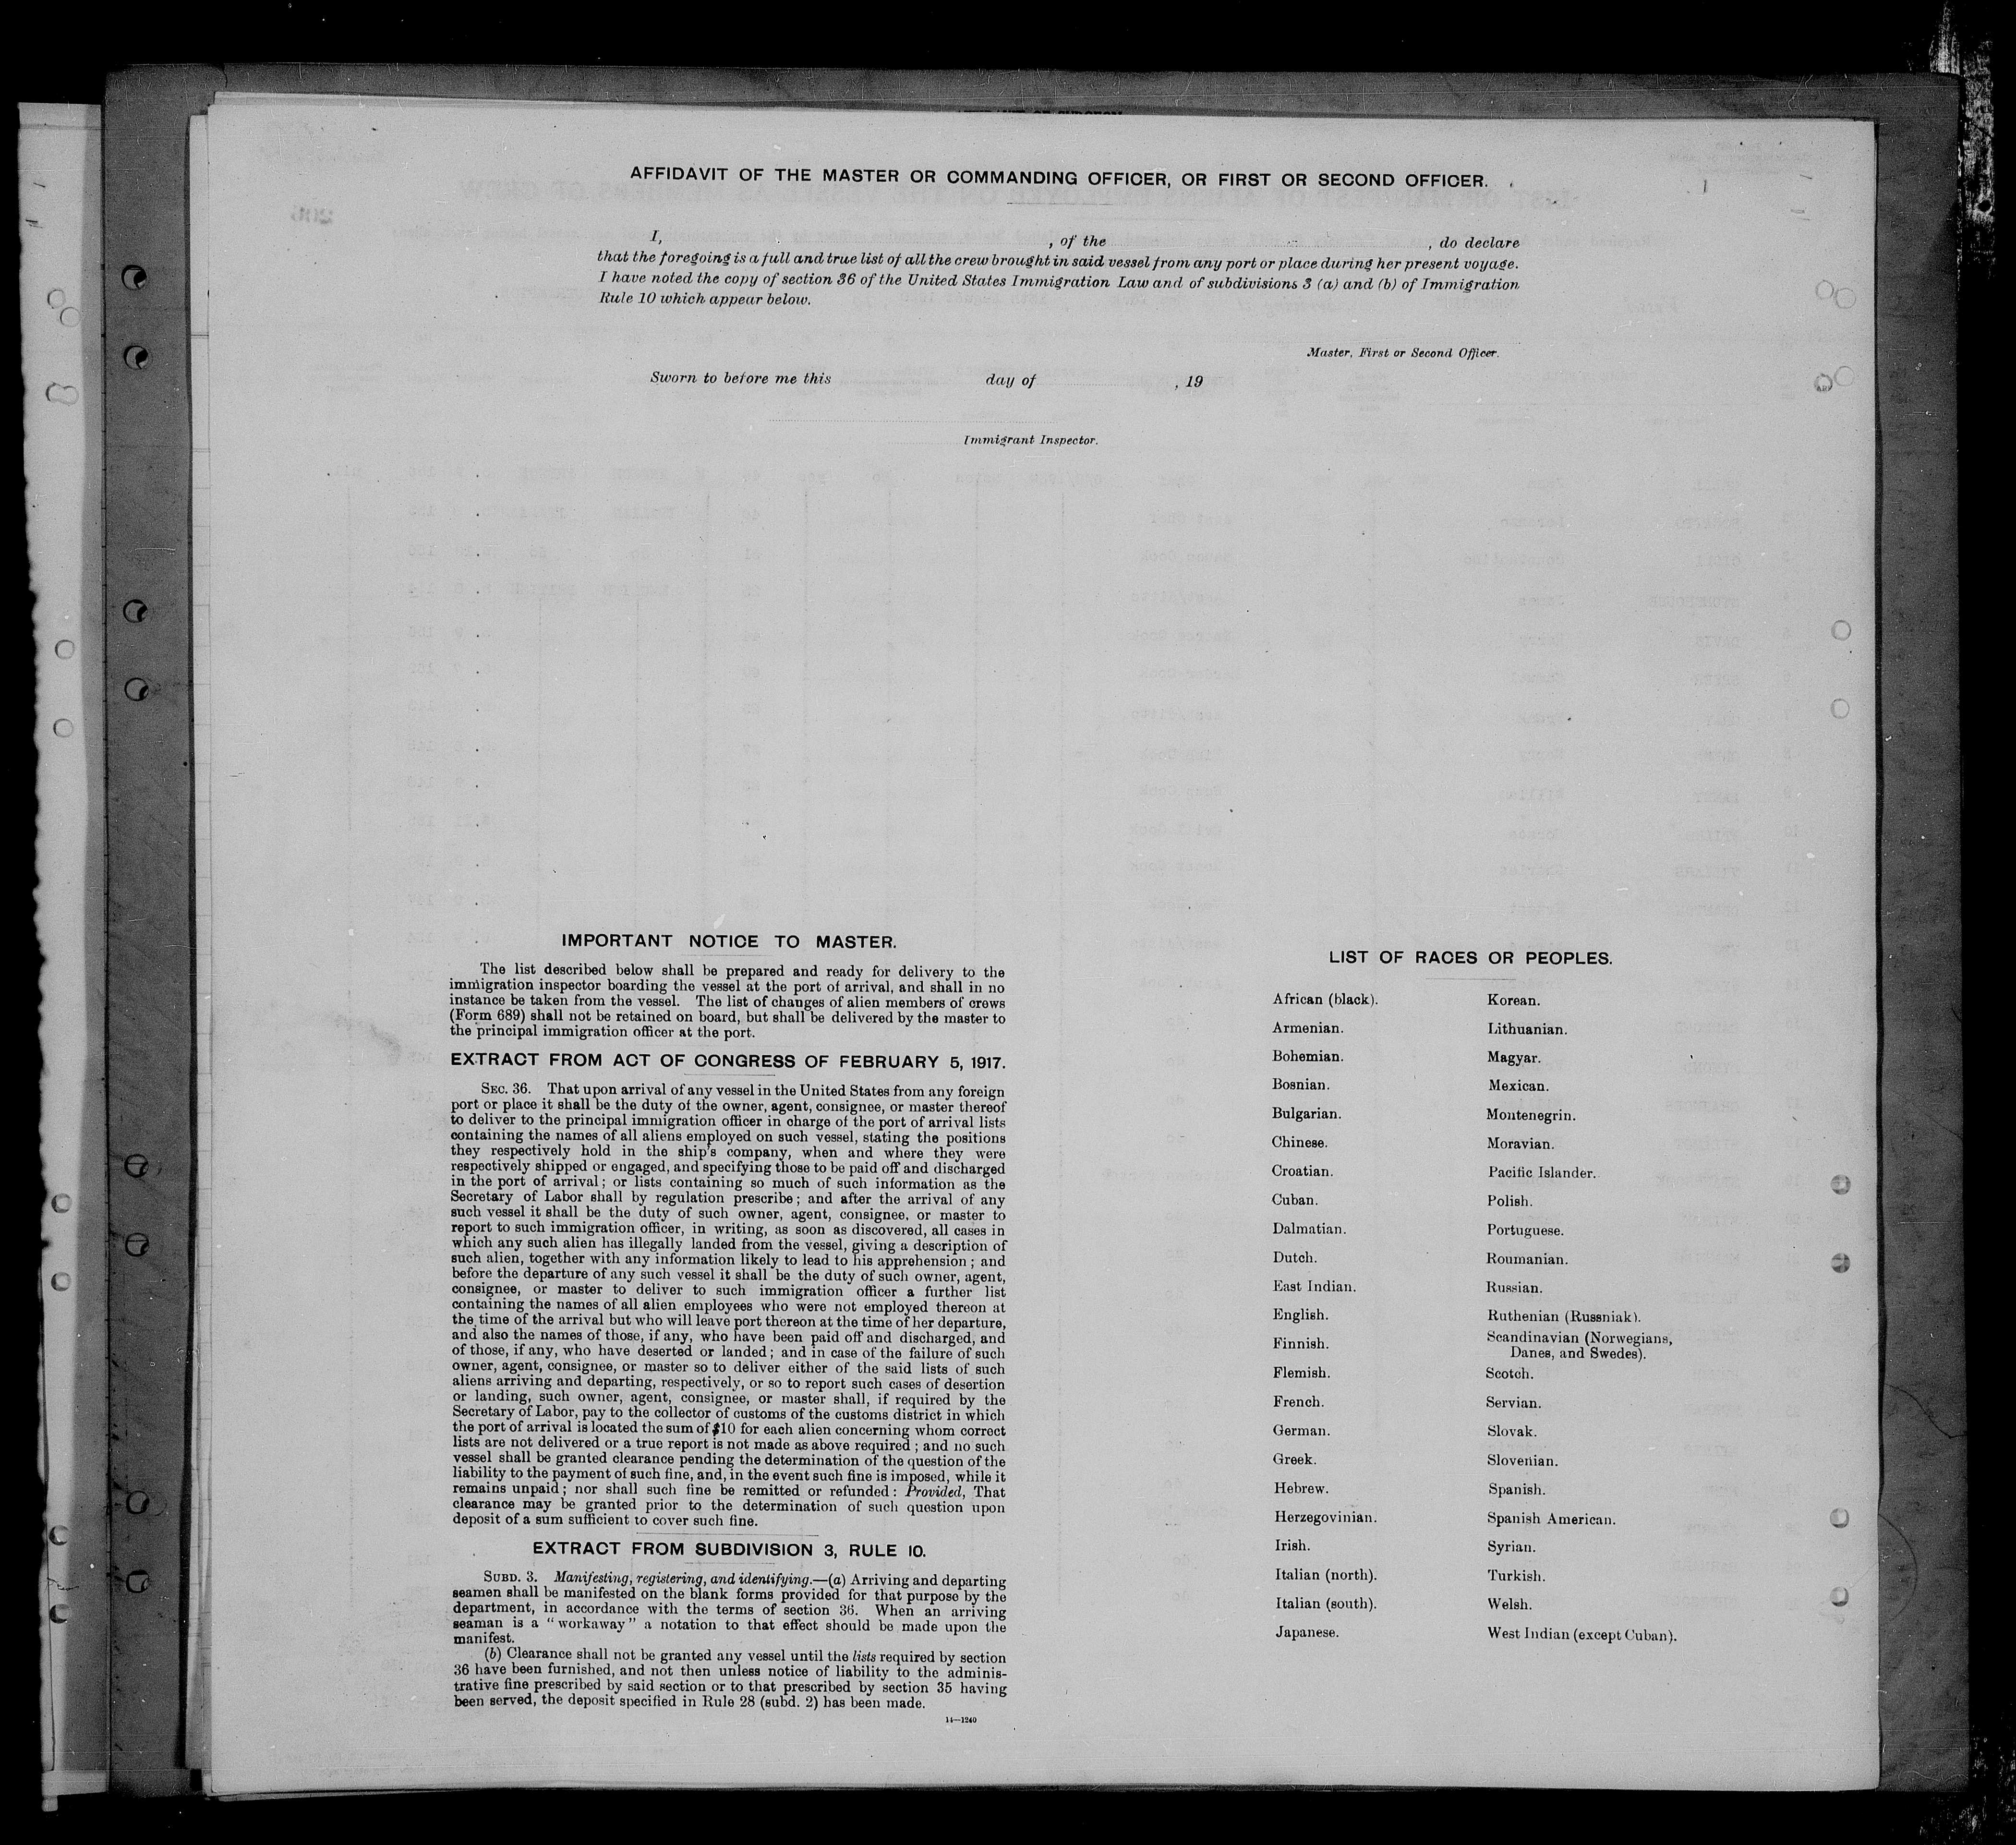 AFFIDAVIT OF THE MASTER OR COMMANDING OFFICER, OR FIRST OR SECOND OFFICER.
I, , of the , do declare
that the foregoing is a full and true list of all the crew brought in said vessel from any port or place during her present voyage.
I have noted the copy of section 36 of the United States Immigration Law and of subdivisions 3 (a) and (b) of Immigration
Rule 10 which appear below.
Master, First or Second Officer.
Sworn to before me this day of , 19
Immigrant Inspector.
IMPORTANT NOTICE TO MASTER.
The list described below shall be prepared and ready for delivery to the
immigration inspector boarding the vessel at the port of arrival, and shall in no
instance be taken from the vessel. The list of changes of alien members of crews
(Form 689) shall not be retained on board, but shall be delivered by the master to
the principal immigration officer at the port.
EXTRACT FROM ACT OF CONGRESS OF FEBRUARY 5, 1917.
SEC. 36. That upon arrival of any vessel in the United States from any foreign
port or place it shall be the duty of the owner, agent, consignee, or master thereof
to deliver to the principal immigration officer in charge of the port of arrival lists
containing the names of all aliens employed on such vessel, stating the positions
they respectively hold in the ship's company, when and where they were
respectively shipped or engaged, and specifying those to be paid off and discharged
in the port of arrival; or lists containing so much of such information as the
Secretary of Labor shall by regulation prescribe; and after the arrival of any
such vessel it shall be the duty of such owner, agent, consignee, or master to
report to such immigration officer, in writing, as soon as discovered, all cases in
which any such alien has illegally landed from the vessel, giving a description of
such alien, together with any information likely to lead to his apprehension; and
before the departure of any such vessel it shall be the duty of such owner, agent,
consignee, or master to deliver to such immigration officer a further list
containing the names of all alien employees who were not employed thereon at
the time of the arrival but who will leave port thereon at the time of her departure,
and also the names of those, if any, who have been paid off and discharged, and
of those, if any, who have deserted or landed; and in case of the failure of such
owner, agent, consignee, or master so to deliver either of the said lists of such
aliens arriving and departing, respectively, or so to report such cases of desertion
or landing, such owner, agent, consignee, or master shall, if required by the
Secretary of Labor, pay to the collector of customs of the customs district in which
the port of arrival is located the sum of $10 for each alien concerning whom correct
lists are not delivered or a true report is not made as above required; and no such
vessel shall be granted clearance pending the determination of the question of the
liability to the payment of such fine, and, in the event such fine is imposed, while it
remains unpaid; nor shall such fine be remitted or refunded: Provided, That
clearance may be granted prior to the determination of such question upon
deposit of a sum sufficient to cover such fine.
EXTRACT FROM SUBDIVISION 3, RULE 10.
SUBD. 3. Manifesting, registering, and identifying.—(a) Arriving and departing
seamen shall be manifested on the blank forms provided for that purpose by the
department, in accordance with the terms of section 36. When an arriving
seaman is a "workaway" a notation to that effect should be made upon the
manifest.
(b) Clearance shall not be granted any vessel until the lists required by section
36 have been furnished, and not then unless notice of liability to the adminis-
trative fine prescribed by said section or to that prescribed by section 35 having
been served, the deposit specified in Rule 28 (subd. 2) has been made.
14—1240
LIST OF RACES OR PEOPLES.
African (black).
Armenian.
Bohemian.
Bosnian.
Bulgarian.
Chinese.
Croatian.
Cuban.
Dalmatian.
Dutch.
East Indian.
English.
Finnish.
Flemish.
French.
German.
Greek.
Hebrew.
Herzegovinian.
Irish.
Italian (north).
Italian (south).
Japanese.
Korean.
Lithuanian.
Magyar.
Mexican.
Montenegrin.
Moravian.
Pacific Islander.
Polish.
Portuguese.
Roumanian.
Russian.
Ruthenian (Russniak).
Scandinavian (Norwegians,
Danes, and Swedes).
Scotch.
Servian.
Slovak.
Slovenian.
Spanish.
Spanish American.
Syrian.
Turkish.
Welsh.
West Indian (except Cuban).